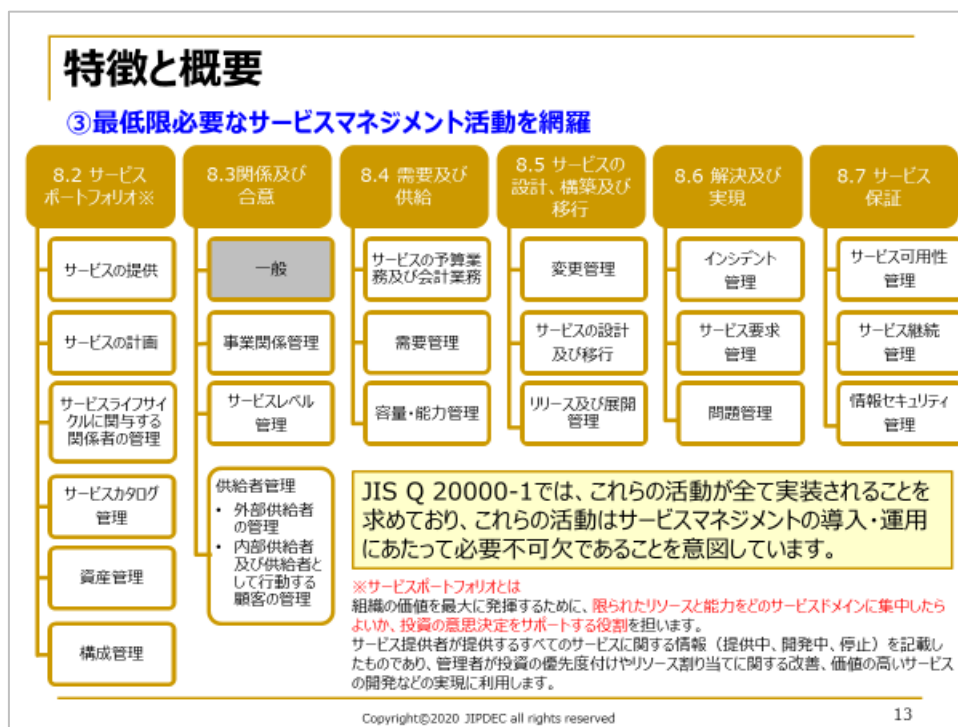 特徴と概要
③最低限必要なサービスマネジメント活動を網羅
8.2 サービス
ポートフォリオ※
サービスの提供
サービスの計画
サービスライフサイ
クルに関与する
関係者の管理
サービスカタログ
管理
資産管理
構成管理
8.3関係及び
合意
一般
事業関係管理
サービスレベル
管理
供給者管理
• 外部供給者
の管理
• 内部供給者
及び供給者と
して行動する
顧客の管理
8.4 需要及び
供給
サービスの予算業
務及び会計業務
需要管理
容量・能力管理
8.5 サービスの
設計、構築及び
移行
変更管理
サービスの設計
及び移行
リリース及び展開
管理
8.6 解決及び
実現
インシデント
管理
サービス要求
管理
問題管理
8.7 サービス
保証
サービス可用性
管理
サービス継続
管理
情報セキュリティ
管理
JIS Q 20000-1では、これらの活動が全て実装されることを
求めており、これらの活動はサービスマネジメントの導入・運用
にあたって必要不可欠であることを意図しています。
※サービスポートフォリオとは
組織の価値を最大に発揮するために、限られたリソースと能力をどのサービスドメインに集中したら
よいか、投資の意思決定をサポートする役割を担います。
サービス提供者が提供するすべてのサービスに関する情報（提供中、開発中、停止）を記載し
たものであり、管理者が投資の優先度付けやリソース割り当てに関する改善、価値の高いサービス
の開発などの実現に利用します。
Copyright©2020 JIPDEC all rights reserved
13